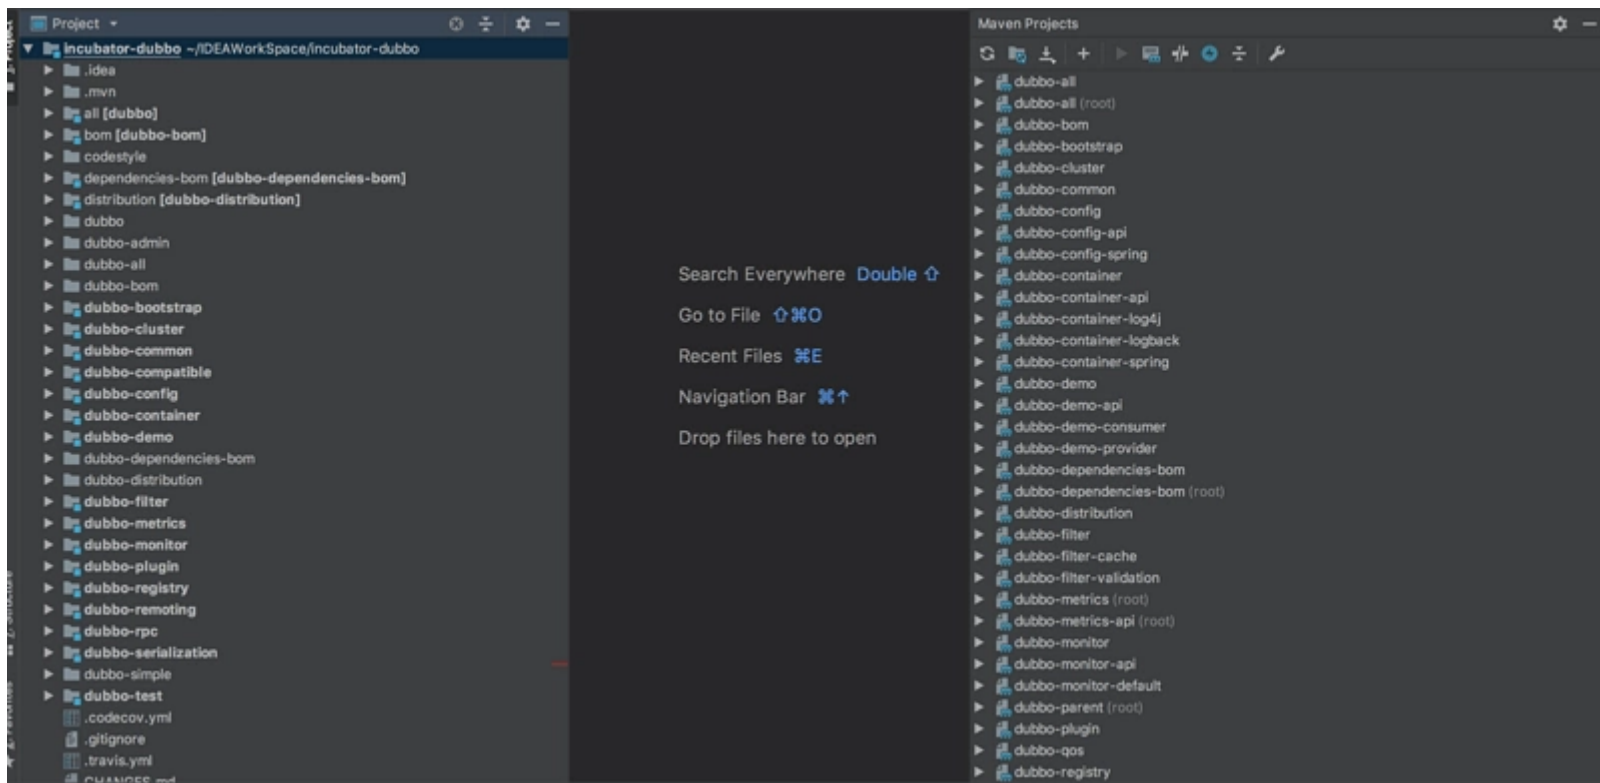 Project
incubator-dubbo ~/IDEAWorkSpace/incubator-dubbo
.idea
.mvn
all [dubbo]
bom [dubbo-bom]
codestyle
dependencies-bom [dubbo-dependencies-bom]
distribution [dubbo-distribution]
dubbo
dubbo-admin
dubbo-all
dubbo-bom
dubbo-bootstrap
dubbo-cluster
dubbo-common
dubbo-compatible
dubbo-config
dubbo-container
dubbo-demo
dubbo-dependencies-bom
dubbo-distribution
dubbo-filter
dubbo-metrics
dubbo-monitor
dubbo-plugin
dubbo-registry
dubbo-remoting
dubbo-rpc
dubbo-serialization
dubbo-simple
dubbo-test
.codecov.yml
.gitignore
.travis.yml
CHANGES.md
Search Everywhere Double ⇧
Go to File ⇧⌘O
Recent Files ⌘E
Navigation Bar ⌘↑
Drop files here to open
Maven Projects
dubbo-all
dubbo-all (root)
dubbo-bom
dubbo-bootstrap
dubbo-cluster
dubbo-common
dubbo-config
dubbo-config-api
dubbo-config-spring
dubbo-container
dubbo-container-api
dubbo-container-log4j
dubbo-container-logback
dubbo-container-spring
dubbo-demo
dubbo-demo-api
dubbo-demo-consumer
dubbo-demo-provider
dubbo-dependencies-bom
dubbo-dependencies-bom (root)
dubbo-distribution
dubbo-filter
dubbo-filter-cache
dubbo-filter-validation
dubbo-metrics (root)
dubbo-metrics-api (root)
dubbo-monitor
dubbo-monitor-api
dubbo-monitor-default
dubbo-parent (root)
dubbo-plugin
dubbo-qos
dubbo-registry